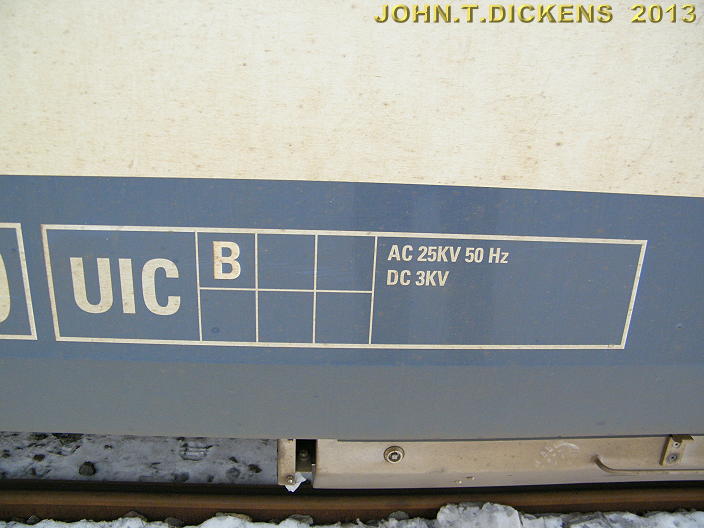 JOHN.T.DICKENS 2013
UIC
B
AC 25KV 50 Hz
DC 3KV